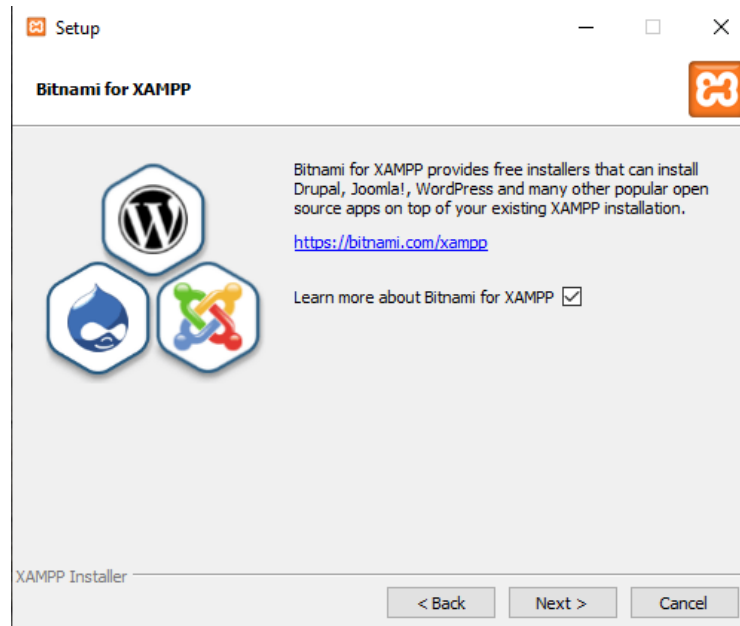 Setup
Bitnami for XAMPP
Bitnami for XAMPP provides free installers that can install
Drupal, Joomla!, WordPress and many other popular open
source apps on top of your existing XAMPP installation.
https://bitnami.com/xampp
Learn more about Bitnami for XAMPP
XAMPP Installer
< Back
Next >
Cancel